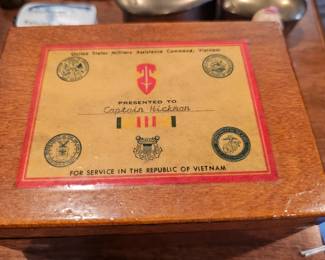 United States Military Assistance Command, Vietnam
PRESENTED TO
Captain Hickman
FOR SERVICE IN THE REPUBLIC OF VIETNAM